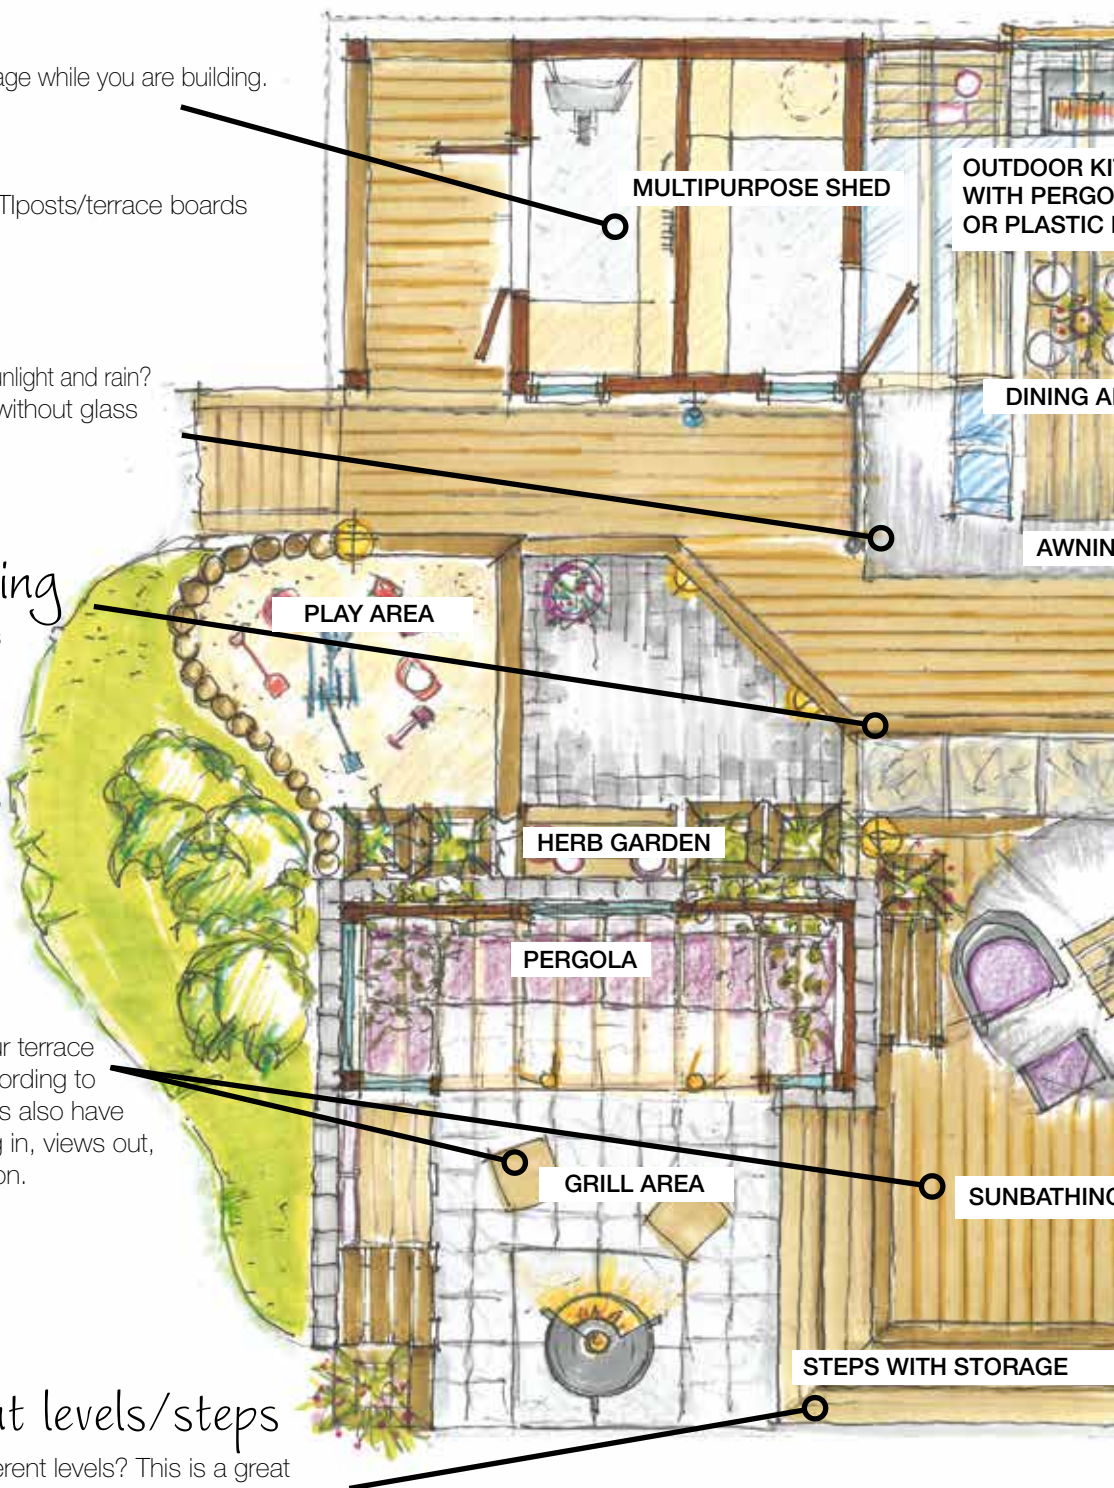 age while you are building.
MULTIPURPOSE SHED
OUTDOOR KI
WITH PERGO
OR PLASTIC
TIposts/terrace boards
nlight and rain?
without glass
DINING A
AWNIN
ing
PLAY AREA
HERB GARDEN
PERGOLA
ur terrace
ording to
s also have
g in, views out,
on.
GRILL AREA
SUNBATHING
STEPS WITH STORAGE
t levels/steps
erent levels? This is a great